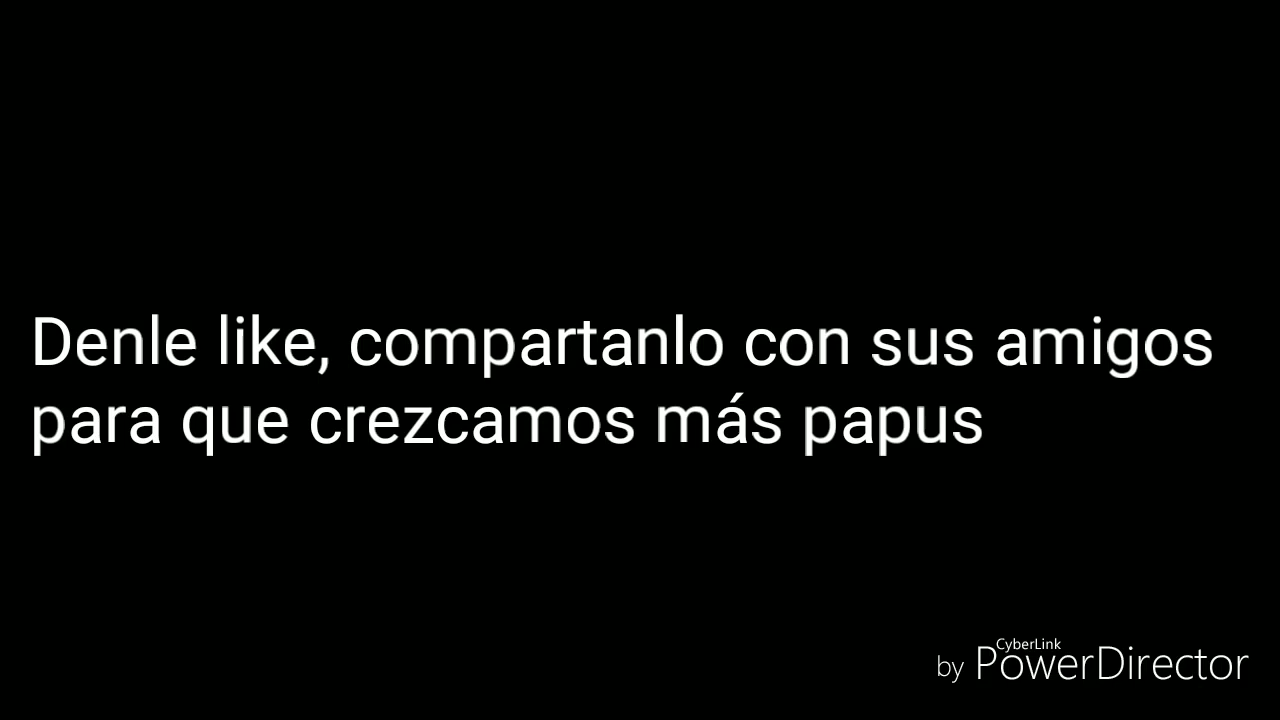 Denle like, compartanlo con sus amigos
para que crezcamos más papus
CyberLink
by PowerDirector